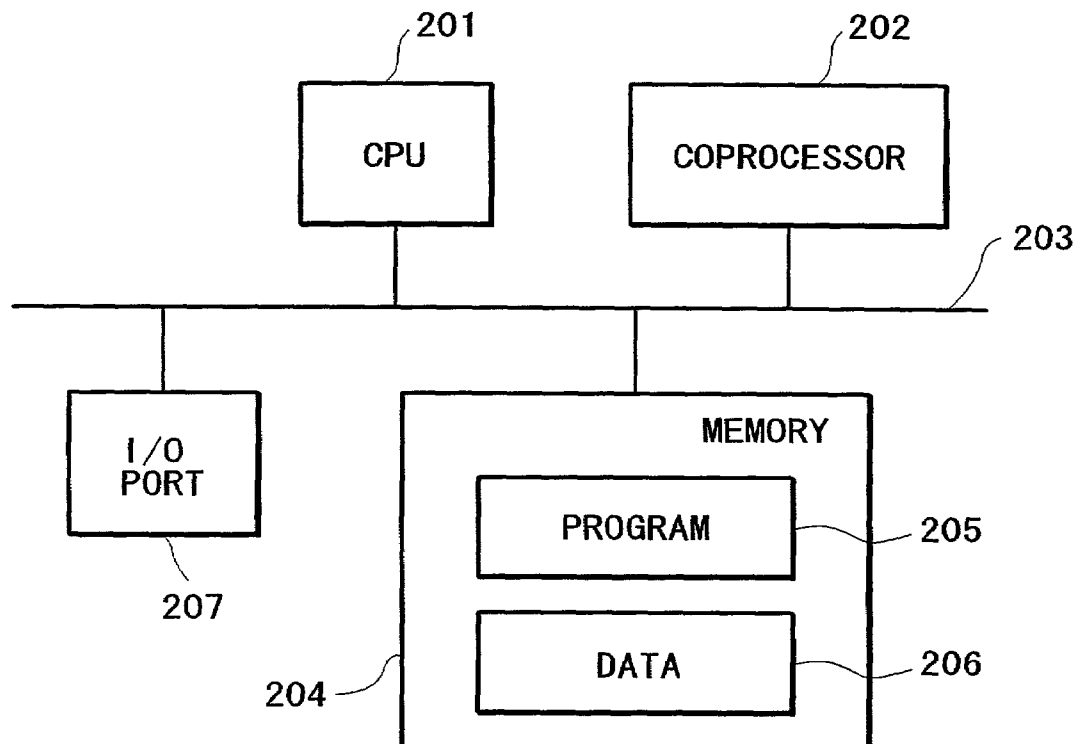 201
202
CPU
COPROCESSOR
203
I/O
PORT
207
MEMORY
PROGRAM
205
DATA
206
204